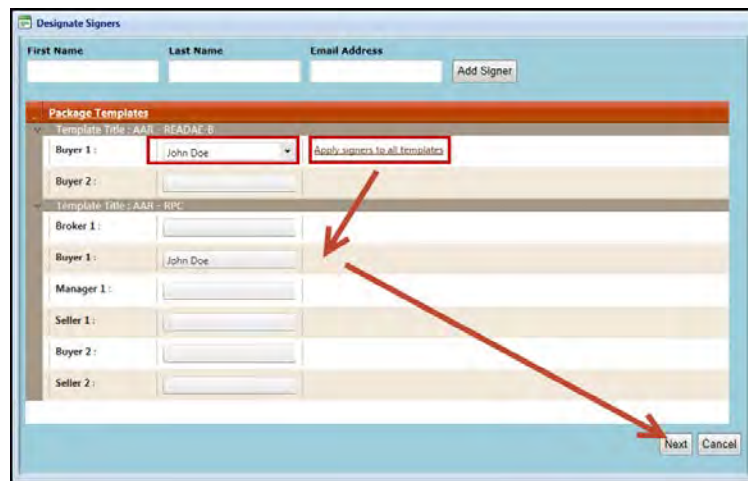 Designate Signers
First Name Last Name Email Address
Add Signer
Package Templates
Template Title : AAR - READAE-B
Buyer 1 : John Doe Apply signers to all templates
Buyer 2 :
Template Title : AAR - RPC
Broker 1 :
Buyer 1 : John Doe
Manager 1 :
Seller 1 :
Buyer 2 :
Seller 2 :
Next Cancel